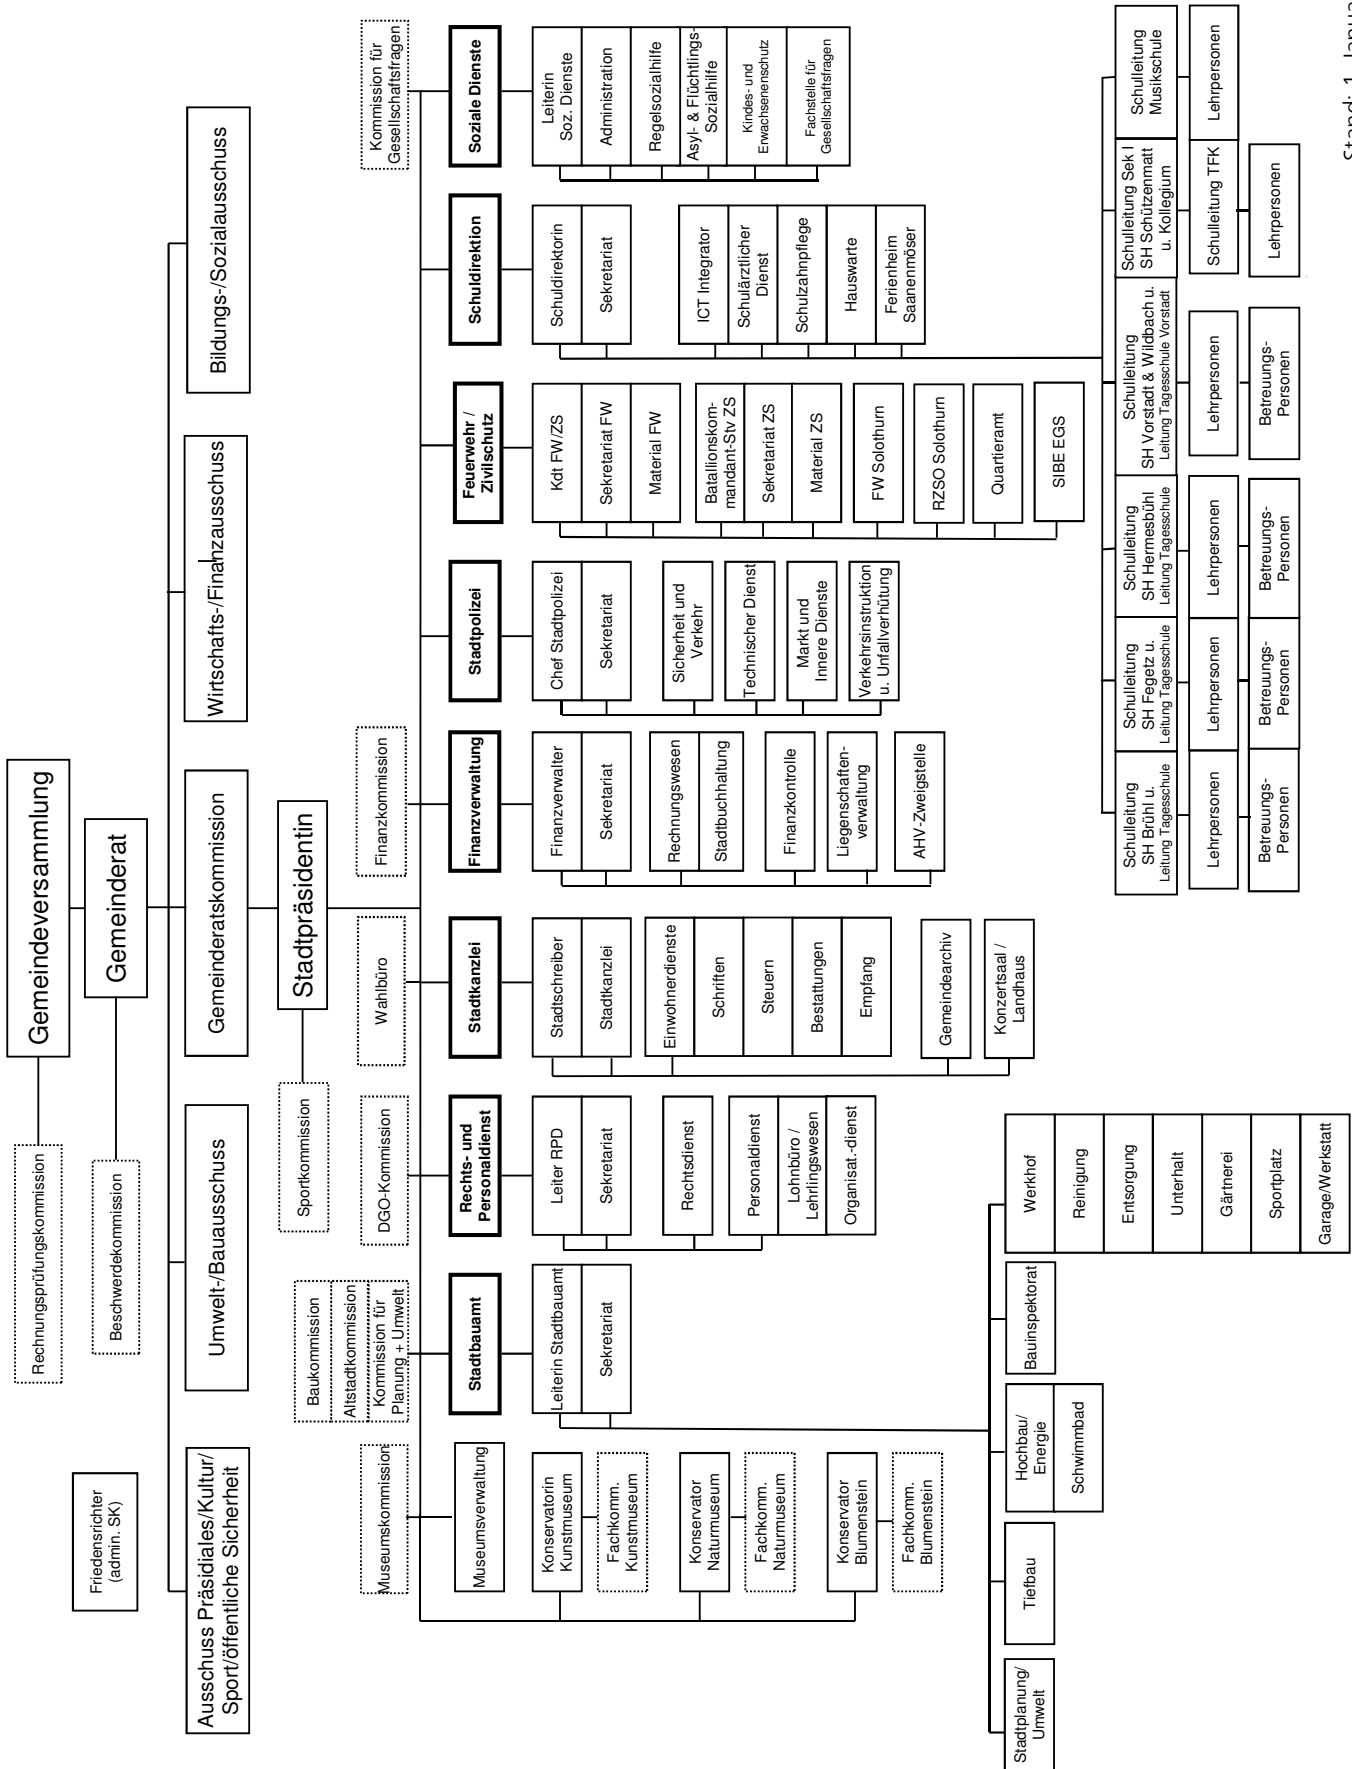 Gemeindeversammlung
Rechnungsprüfungskommission
Gemeinderat
Beschwerdekommission
Friedensrichter
(admin. SK)
Ausschuss Präsidiales/Kultur/
Sport/öffentliche Sicherheit
Umwelt-/Bauausschuss
Gemeinderatskommission
Wirtschafts-/Finanzausschuss
Bildungs-/Sozialausschuss
Stadtpräsidentin
Sportkommission
Museumskommission
Baukommission
Altstadtkommission
Kommission für
Planung + Umwelt
DGO-Kommission
Wahlbüro
Finanzkommission
Kommission für
Gesellschaftsfragen
Museumsverwaltung
Konservatorin
Kunstmuseum
Fachkomm.
Kunstmuseum
Konservator
Naturmuseum
Fachkomm.
Naturmuseum
Konservator
Blumenstein
Fachkomm.
Blumenstein
Stadtbauamt
Leiterin Stadtbauamt
Sekretariat
Stadtplanung/
Umwelt
Tiefbau
Hochbau/
Energie
Schwimmbad
Bauinspektorat
Werkhof
Reinigung
Entsorgung
Unterhalt
Gärtnerei
Sportplatz
Garage/Werkstatt
Rechts- und
Personaldienst
Leiter RPD
Sekretariat
Rechtsdienst
Personaldienst
Lohnbüro /
Lehrlingswesen
Organisat.-dienst
Stadtkanzlei
Stadtschreiber
Stadtkanzlei
Einwohnerdienste
Schriften
Steuern
Bestattungen
Empfang
Gemeindearchiv
Konzertsaal /
Landhaus
Finanzverwaltung
Finanzverwalter
Sekretariat
Rechnungswesen
Stadtbuchhaltung
Finanzkontrolle
Liegenschaften-
verwaltung
AHV-Zweigstelle
Stadtpolizei
Chef Stadtpolizei
Sekretariat
Sicherheit und
Verkehr
Technischer Dienst
Markt und
Innere Dienste
Verkehrsinstruktion
u. Unfallverhütung
Feuerwehr /
Zivilschutz
Kdt FW/ZS
Sekretariat FW
Material FW
Batallionskom-
mandant-Stv ZS
Sekretariat ZS
Material ZS
FW Solothurn
RZSO Solothurn
Quartieramt
SIBE EGS
Schuldirektion
Schuldirektorin
Sekretariat
ICT Integrator
Schulärztlicher
Dienst
Schulzahnpflege
Hauswarte
Ferienheim
Saanenmöser
Soziale Dienste
Leiterin
Soz. Dienste
Administration
Regelsozialhilfe
Asyl- & Flüchtlings-
Sozialhilfe
Kindes- und
Erwachsenenschutz
Fachstelle für
Gesellschaftsfragen
Schulleitung
SH Brühl u.
Leitung Tagesschule
Lehrpersonen
Betreuungs-
Personen
Schulleitung
SH Fegetz u.
Leitung Tagesschule
Lehrpersonen
Betreuungs-
Personen
Schulleitung
SH Hermesbühl
Leitung Tagesschule
Lehrpersonen
Betreuungs-
Personen
Schulleitung
SH Vorstadt & Wildbach u.
Leitung Tagesschule Vorstadt
Lehrpersonen
Betreuungs-
Personen
Schulleitung Sek I
SH Schützenmatt
u. Kollegium
Schulleitung TFK
Lehrpersonen
Schulleitung
Musikschule
Lehrpersonen
Stand: 1. Janua